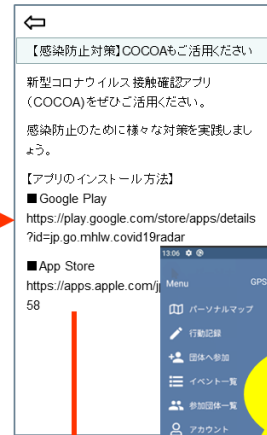 【感染防止対策】COCOAもご活用ください
新型コロナウイルス接触確認アプリ
(COCOA)をぜひご活用ください。
感染防止のために様々な対策を実践しまし
ょう。
【アプリのインストール方法】
■Google Play
https://play.google.com/store/apps/details
?id=jp.go.mhlw.covid19radar
■App Store
https://apps.apple.com/j
58
13:06
Menu
GPS
パーソナルマップ
行動記録
団体へ参加
イベント一覧
参加団体一覧
アカウント